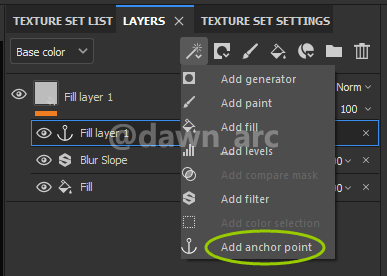 TEXTURE SET LIST LAYERS × TEXTURE SET SETTINGS
Base color
Fill layer 1 Norm
100
Fill layer 1
Blur Slope
Fill
Add generator
Add paint
Add fill
Add levels
Add compare mask
Add filter
Add color selection
Add anchor point
@dawn_arc